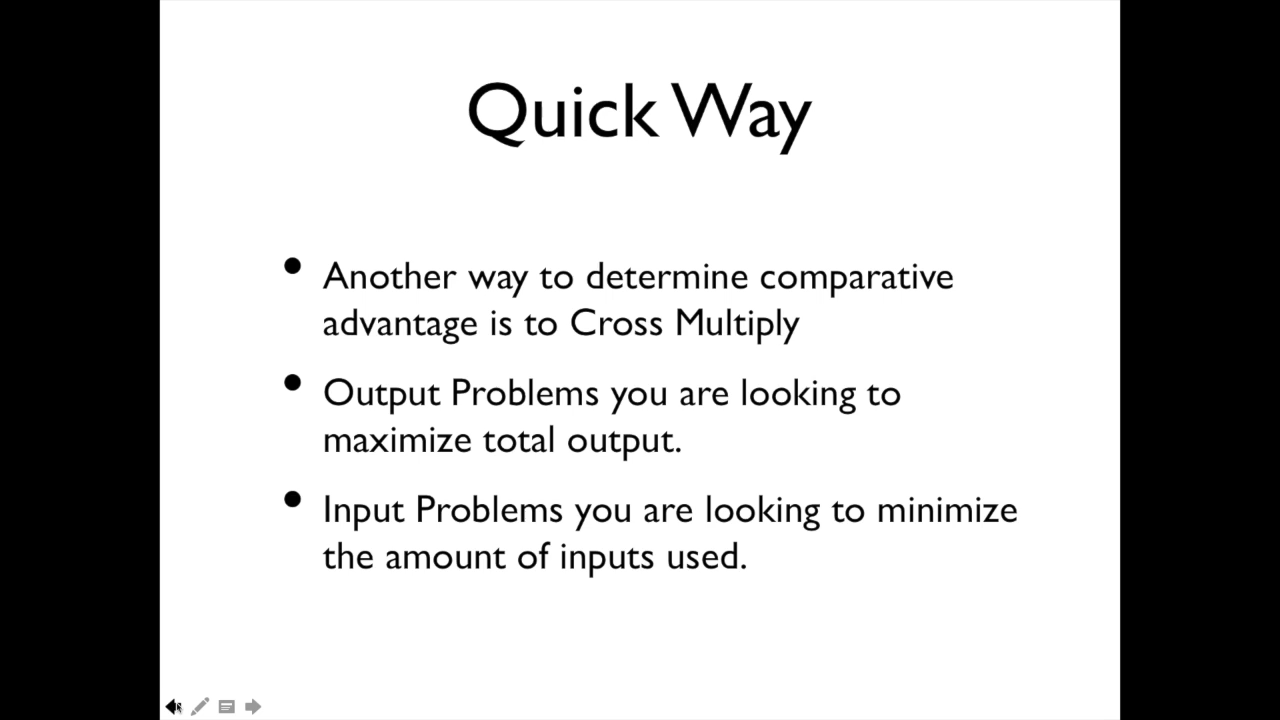 Quick Way
• Another way to determine comparative
advantage is to Cross Multiply
• Output Problems you are looking to
maximize total output.
• Input Problems you are looking to minimize
the amount of inputs used.